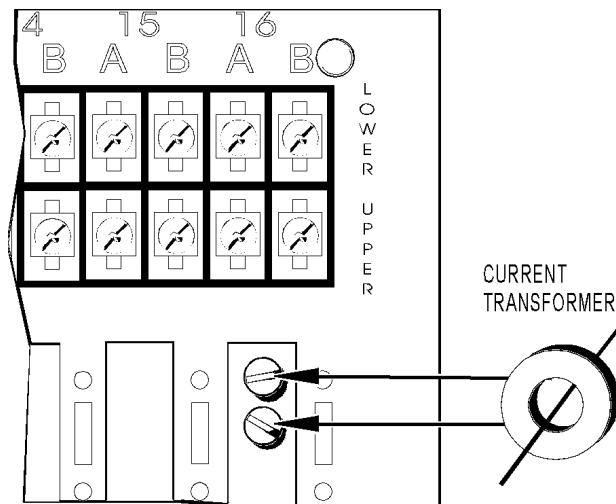 4 15 16
B A B A B
LOWER
UPPER
CURRENT
TRANSFORMER